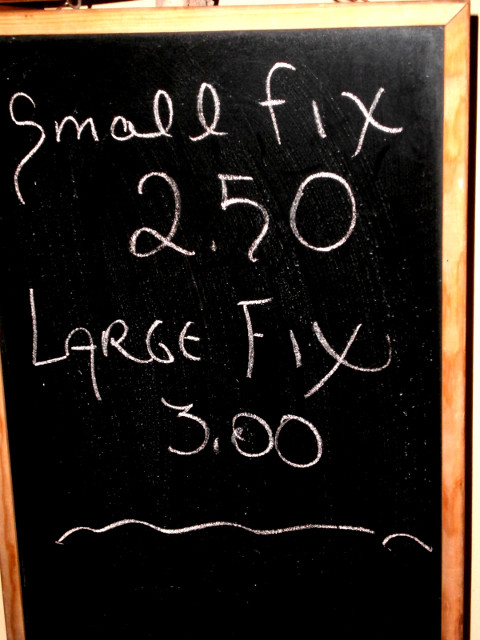 Small fix
2.50
LARGE FIX
3.00